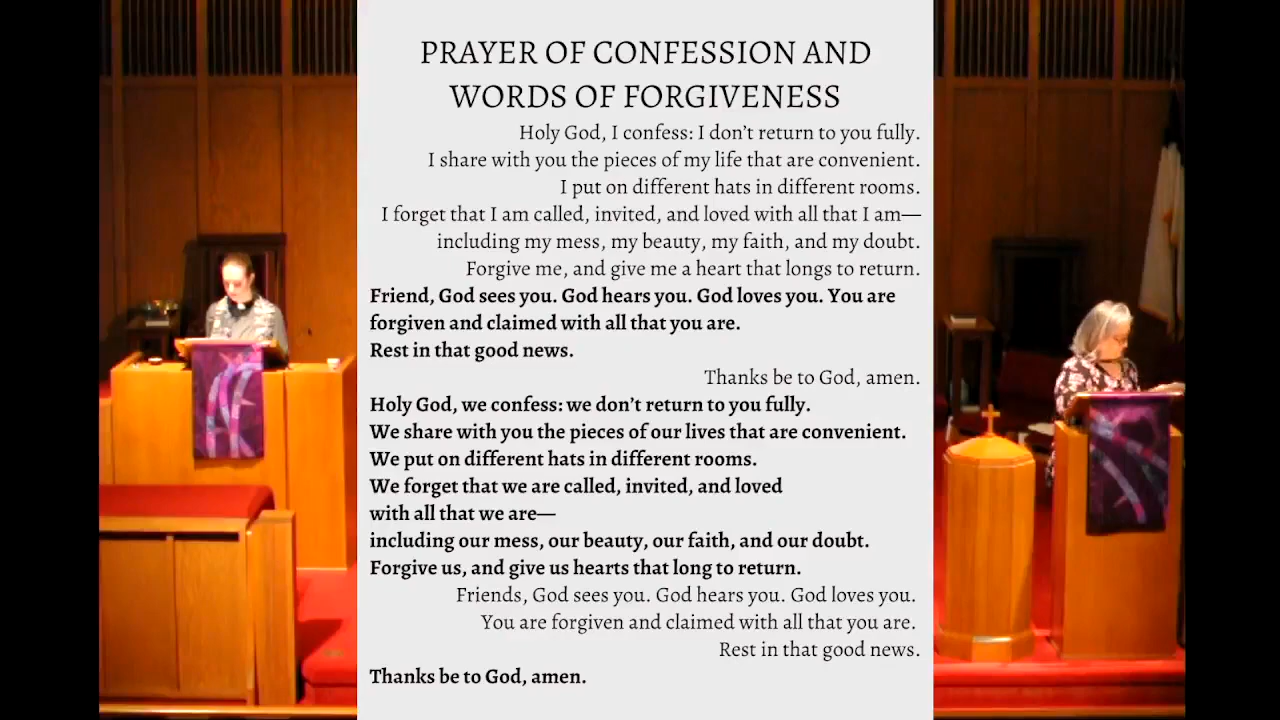 PRAYER OF CONFESSION AND
WORDS OF FORGIVENESS
Holy God, I confess: I don’t return to you fully.
I share with you the pieces of my life that are convenient.
I put on different hats in different rooms.
I forget that I am called, invited, and loved with all that I am—
including my mess, my beauty, my faith, and my doubt.
Forgive me, and give me a heart that longs to return.
Friend, God sees you. God hears you. God loves you. You are
forgiven and claimed with all that you are.
Rest in that good news.
Thanks be to God, amen.
Holy God, we confess: we don’t return to you fully.
We share with you the pieces of our lives that are convenient.
We put on different hats in different rooms.
We forget that we are called, invited, and loved
with all that we are—
including our mess, our beauty, our faith, and our doubt.
Forgive us, and give us hearts that long to return.
Friends, God sees you. God hears you. God loves you.
You are forgiven and claimed with all that you are.
Rest in that good news.
Thanks be to God, amen.